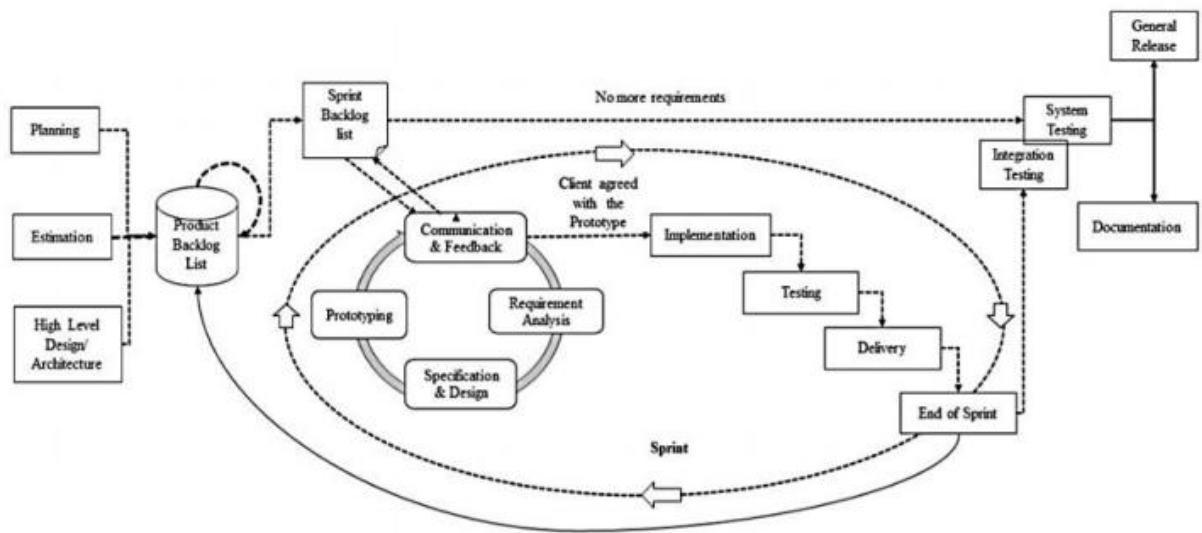 General
Release
Sprint
Backlog
list
No more requirements
System
Testing
Planning
Integration
Testing
Client agreed
with the
Prototype
Product
Backlog
List
Estimation
Communication
& Feedback
Implementation
Documentation
Prototyping
Requirement
Analysis
Testing
High Level
Design/
Architecture
Delivery
Specification
& Design
End of Sprint
Sprint